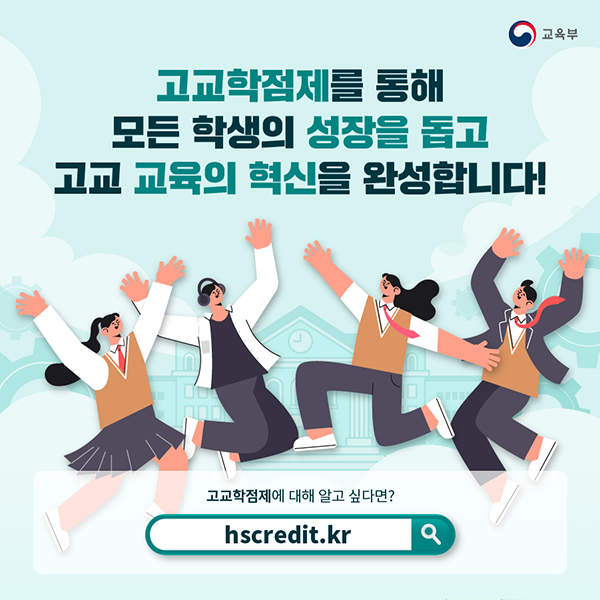 교육부
고교학점제를 통해
모든 학생의 성장을 돕고
고교 교육의 혁신을 완성합니다!
고교학점제에 대해 알고 싶다면?
hscredit.kr